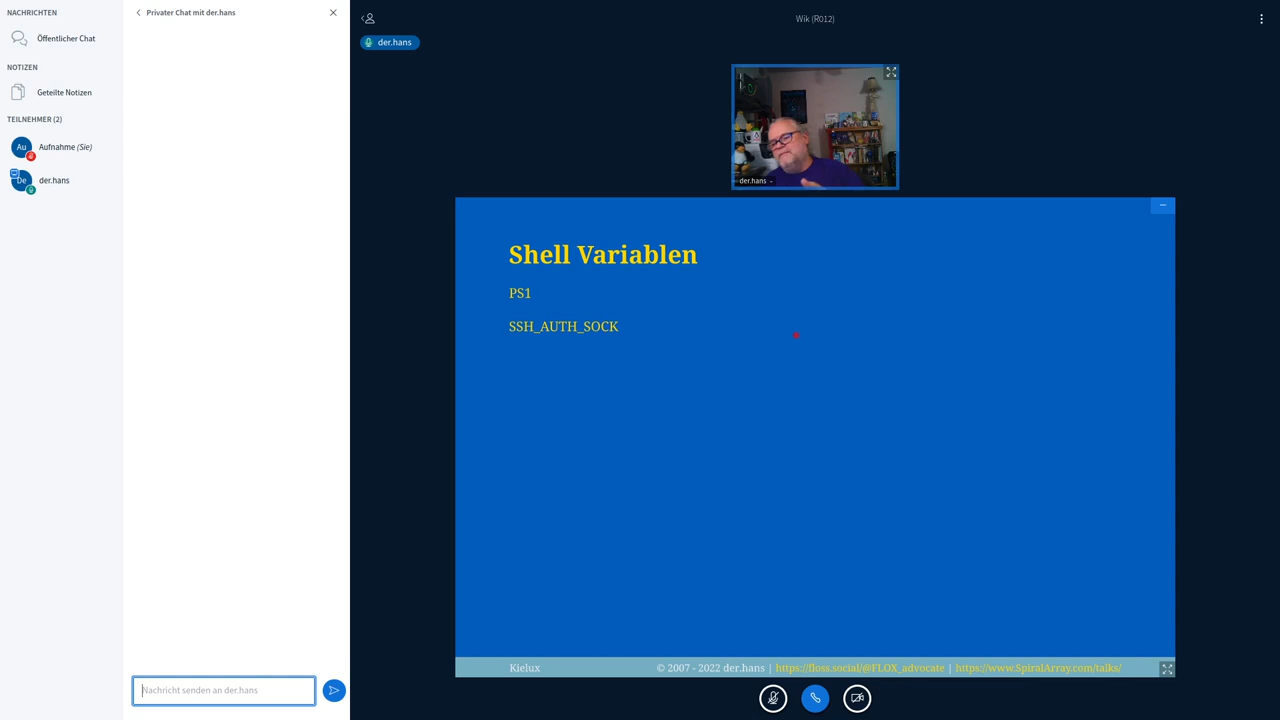 NACHRICHTEN
Öffentlicher Chat
NOTIZEN
Geteilte Notizen
TEILNEHMER (2)
Au
Aufnahme (Sie)
De
der.hans
Privater Chat mit der.hans
Nachricht senden an der.hans
Wik (R012)
der.hans
der.hans
Shell Variablen
PS1
SSH_AUTH_SOCK
Kielux
© 2007 - 2022 der.hans | https://floss.social/@FLOX_advocate | https://www.SpiralArray.com/talks/